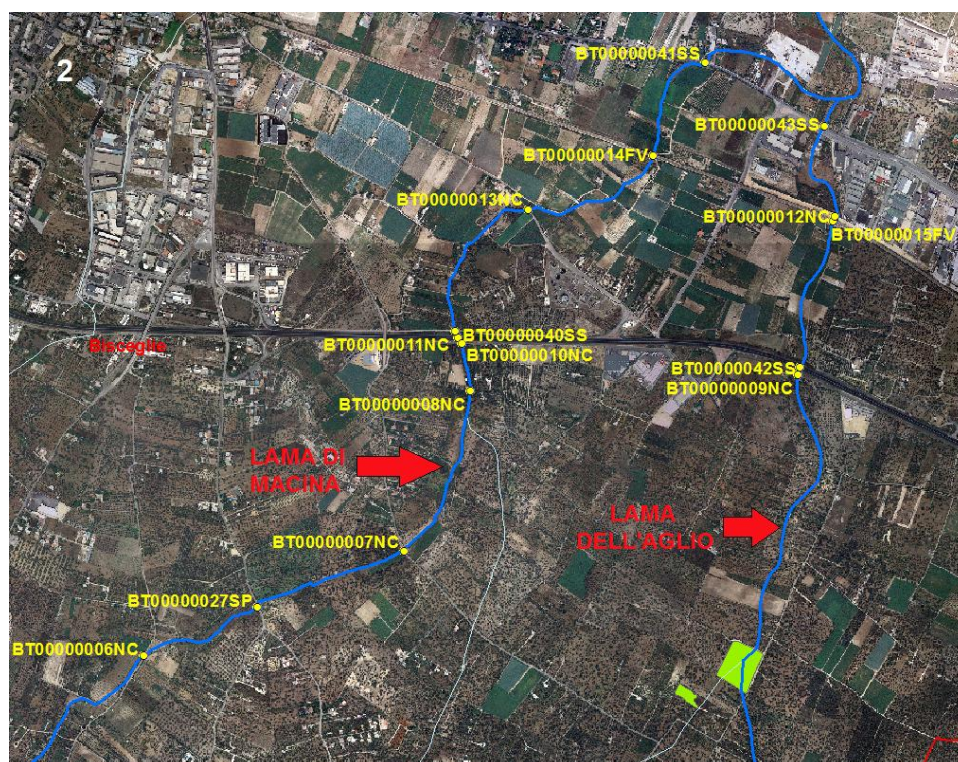 BT00000041SS
2
BT00000043SS
BT00000014FV
BT00000013NC
BT00000012NC
BT00000015FV
BT00000040SS
BT00000011NC
Bisceglie
BT00000010NC
BT00000042SS
BT00000009NC
BT00000008NC
LAMA DI
MACINA
LAMA
DELL'AGLIO
BT00000007NC
BT00000027SP
BT00000006NC